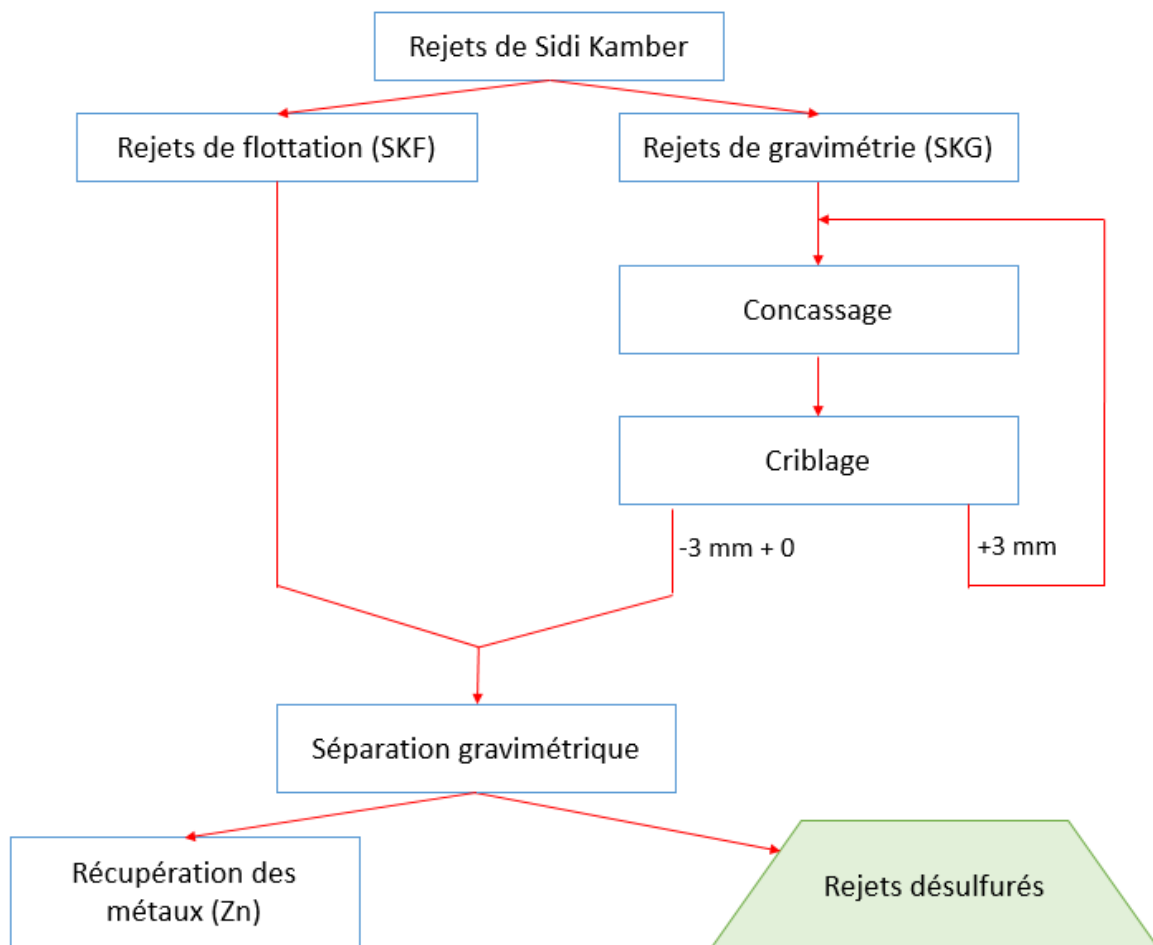 Rejets de Sidi Kamber
Rejets de flottation (SKF)
Rejets de gravimétrie (SKG)
Concassage
Criblage
-3 mm + 0
+3 mm
Séparation gravimétrique
Récupération des
métaux (Zn)
Rejets désulfurés